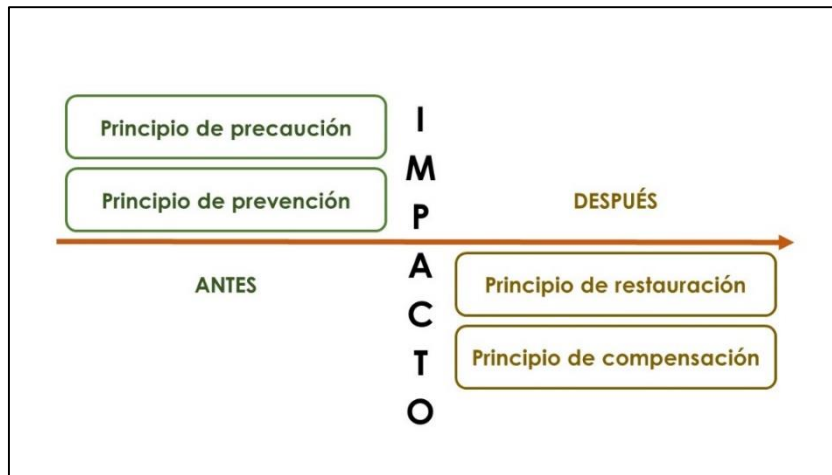 Principio de precaución
Principio de prevención
ANTES
IMPACTO
DESPUÉS
Principio de restauración
Principio de compensación